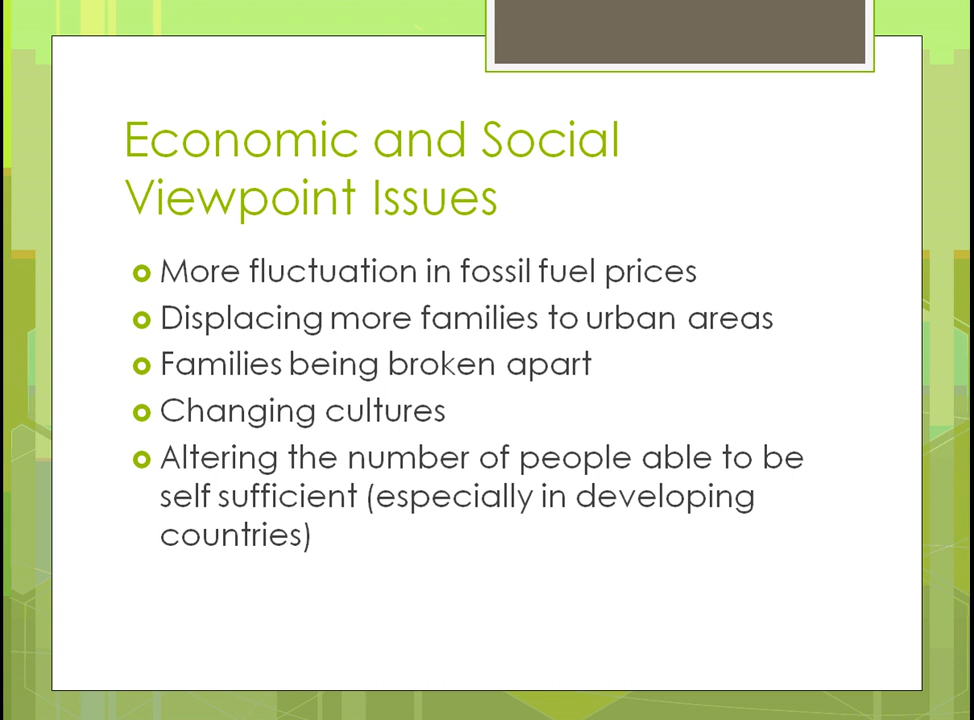 Economic and Social
Viewpoint Issues
More fluctuation in fossil fuel prices
Displacing more families to urban areas
Families being broken apart
Changing cultures
Altering the number of people able to be
self sufficient (especially in developing
countries)